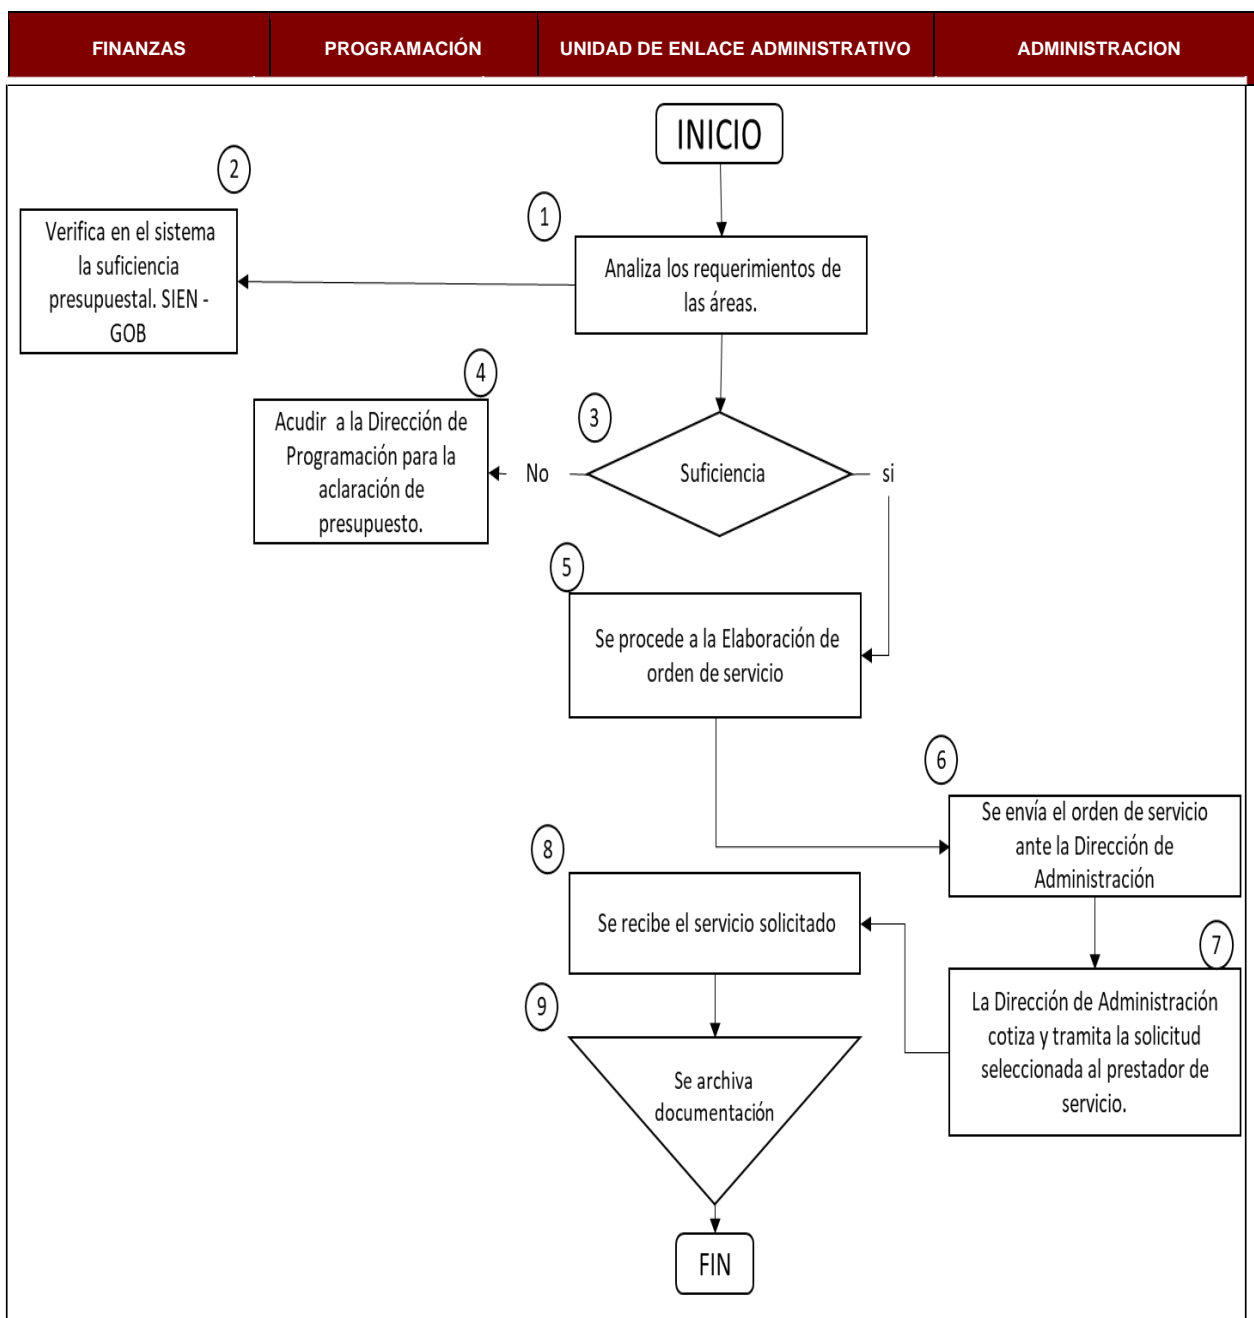 FINANZAS
PROGRAMACIÓN
UNIDAD DE ENLACE ADMINISTRATIVO
ADMINISTRACION
INICIO
1
Analiza los requerimientos de
las áreas.
2
Verifica en el sistema
la suficiencia
presupuestal. SIEN -
GOB
3
Suficiencia
No
si
4
Acudir a la Dirección de
Programación para la
aclaración de
presupuesto.
5
Se procede a la Elaboración de
orden de servicio
6
Se envía el orden de servicio
ante la Dirección de
Administración
7
La Dirección de Administración
cotiza y tramita la solicitud
seleccionada al prestador de
servicio.
8
Se recibe el servicio solicitado
9
Se archiva
documentación
FIN